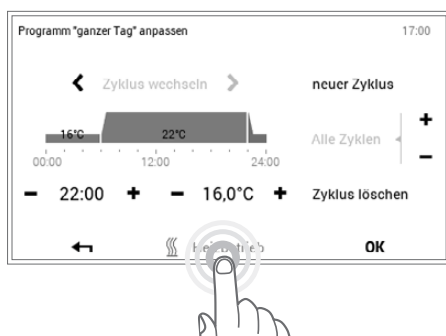 Programm "ganzer Tag" anpassen 17:00
Zyklus wechseln neuer Zyklus
16°C 22°C Alle Zyklen + −
00:00 12:00 24:00
− 22:00 + − 16,0°C + Zyklus löschen
OK